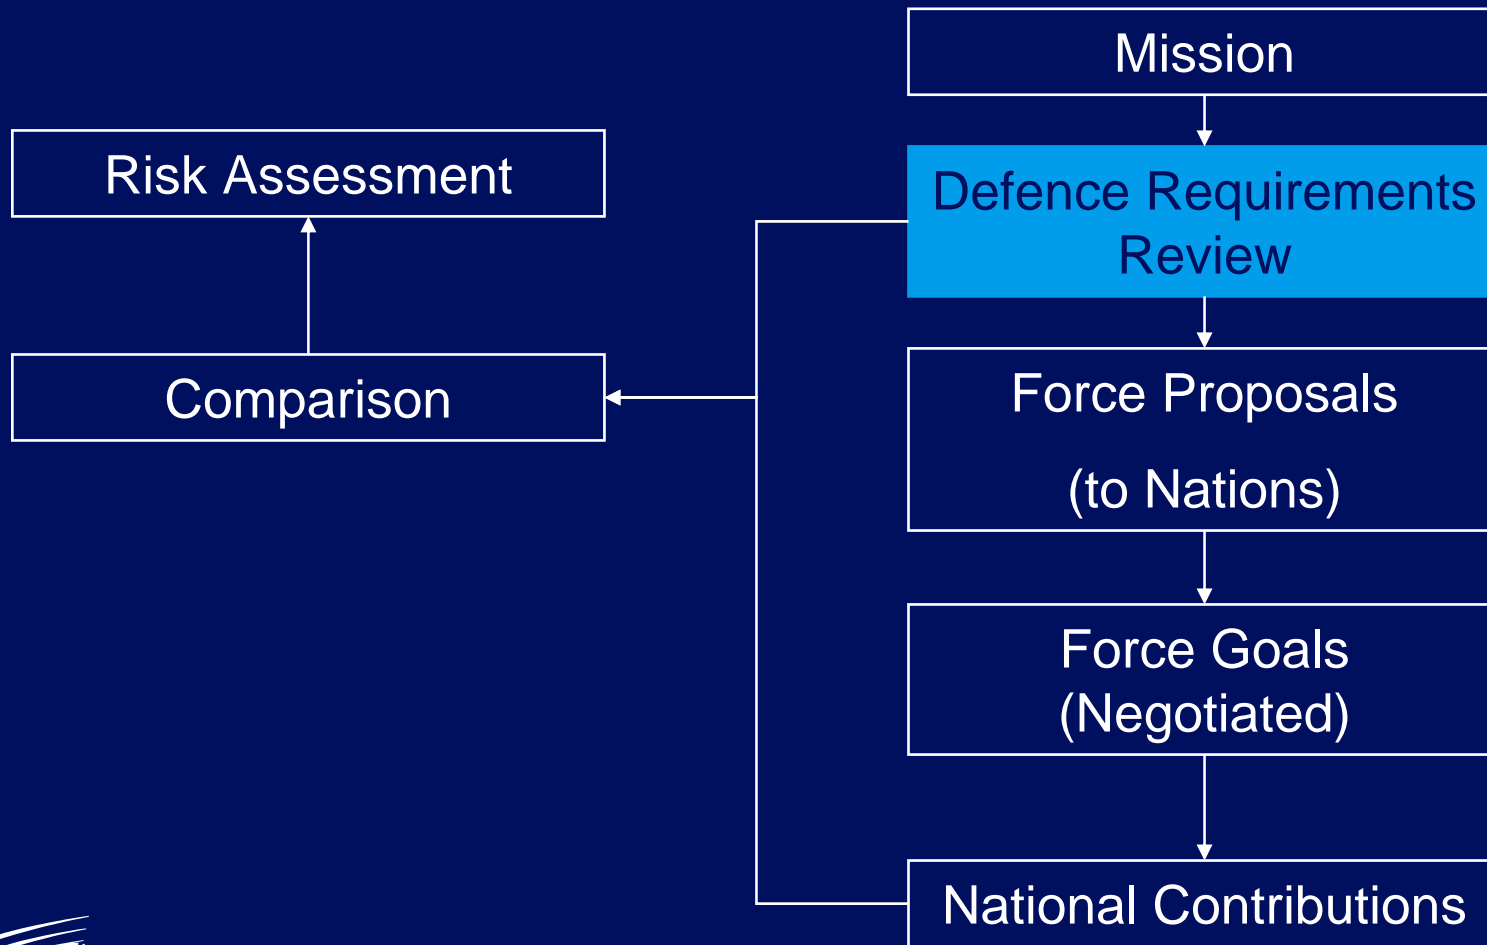 Mission
Risk Assessment
Defence Requirements
Review
Comparison
Force Proposals
(to Nations)
Force Goals
(Negotiated)
National Contributions